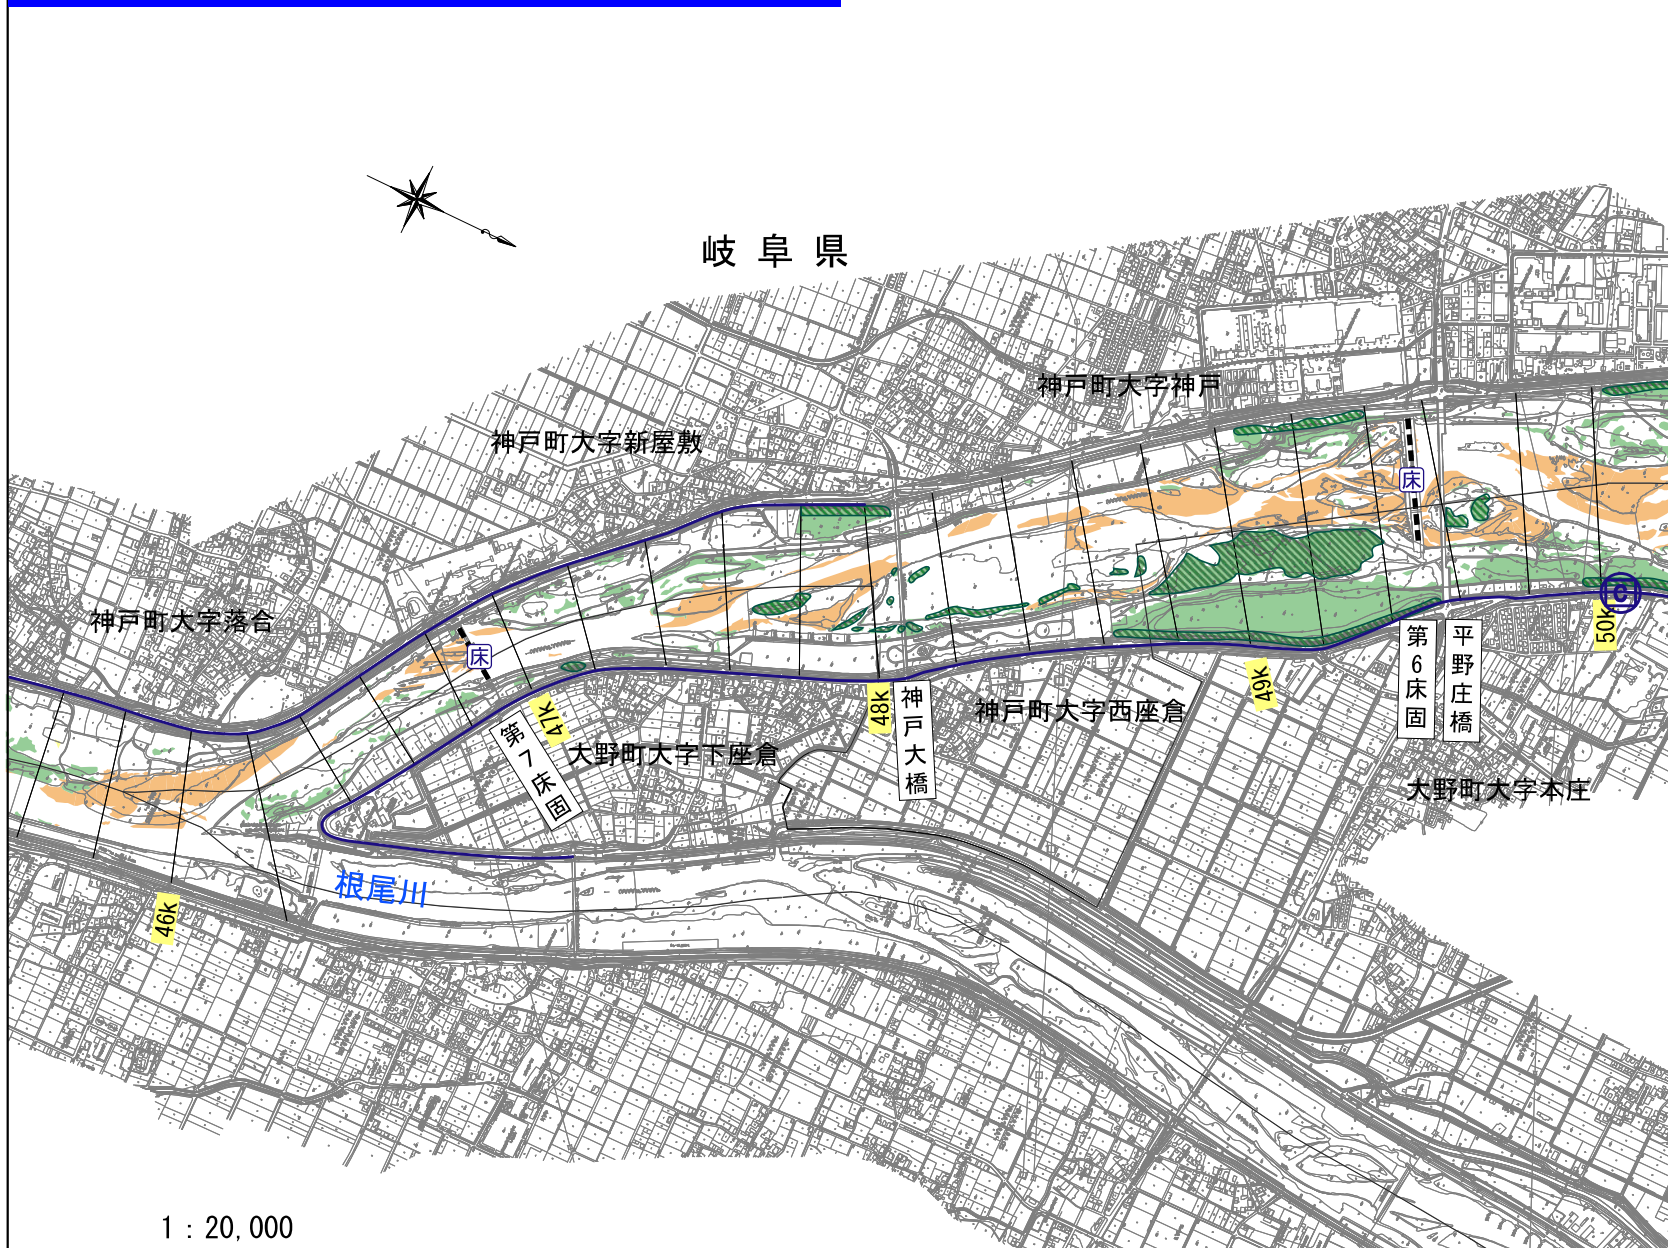 岐阜県
神戸町大字神戸
神戸町大字新屋敷
床
神戸町大字落合
床
50k
第6床固
平野庄橋
49k
48k
神戸大橋
神戸町大字西座倉
47k
第7床固
大野町大字下座倉
大野町大字本庄
根尾川
46k
1：20,000